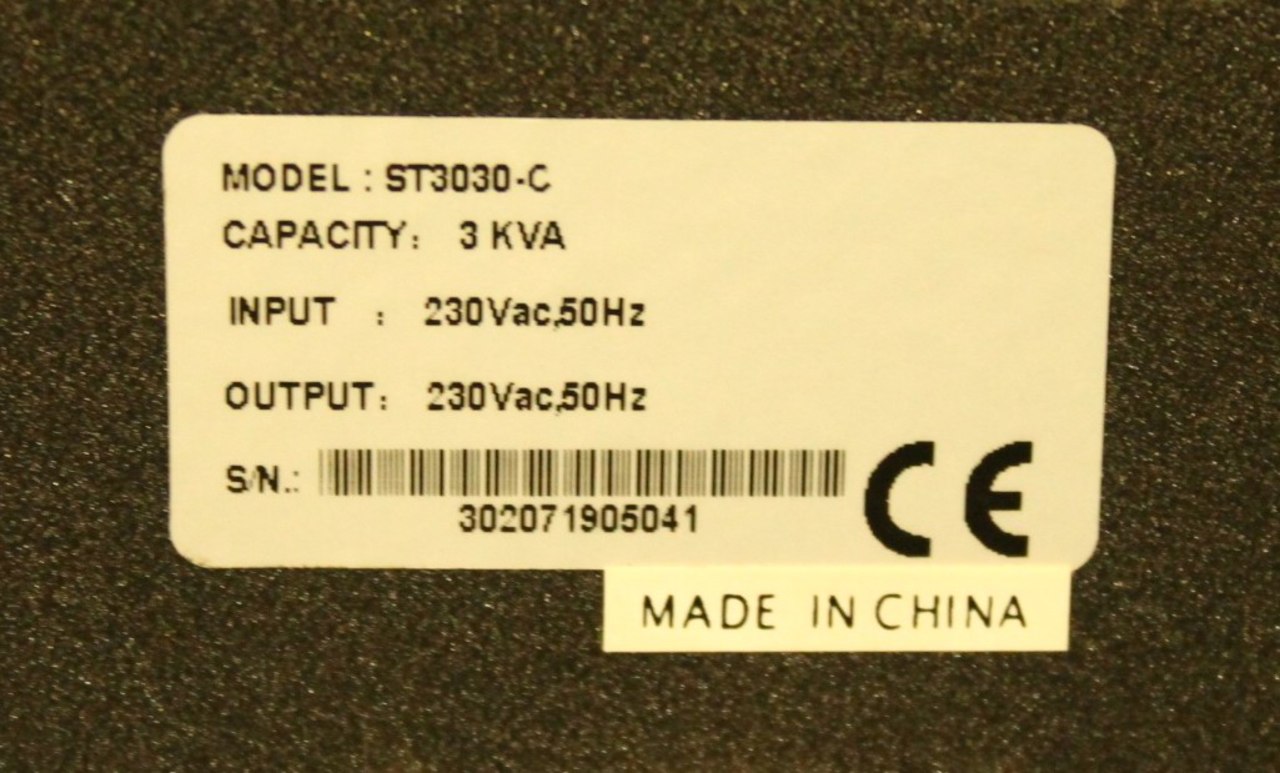 MODEL : ST3030-C
CAPACITY: 3 KVA
INPUT : 230Vac,50Hz
OUTPUT: 230Vac,50Hz
S/N.:
302071905041
CE
MADE IN CHINA